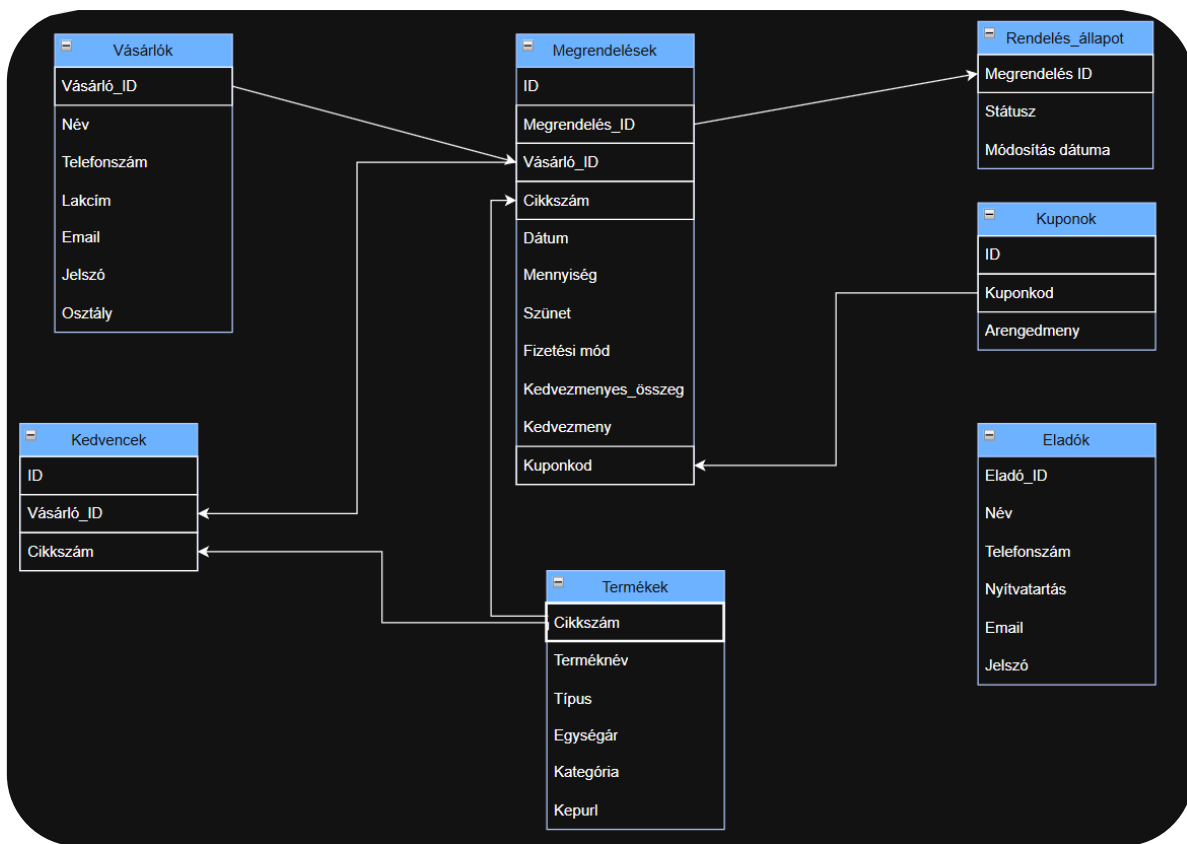 Vásárlók
Vásárló_ID
Név
Telefonszám
Lakcím
Email
Jelszó
Osztály
Megrendelések
ID
Megrendelés_ID
Vásárló_ID
Cikkszám
Dátum
Mennyiség
Szünet
Fizetési mód
Kedvezmenyes_összeg
Kedvezmeny
Kuponkod
Rendelés_állapot
Megrendelés ID
Státusz
Módosítás dátuma
Kuponok
ID
Kuponkod
Arengedmeny
Kedvencek
ID
Vásárló_ID
Cikkszám
Eladók
Eladó_ID
Név
Telefonszám
Nyítvatartás
Email
Jelszó
Termékek
Cikkszám
Terméknév
Típus
Egységár
Kategória
Kepurl